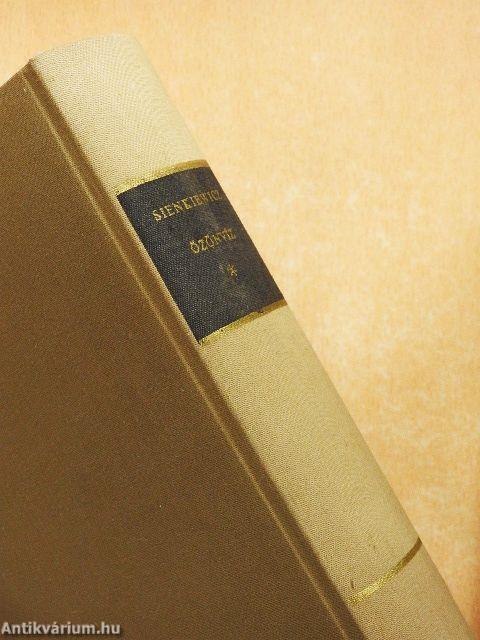 SIENKIEWICZ
ÖZÖNVÍZ
*
Antikvárium.hu